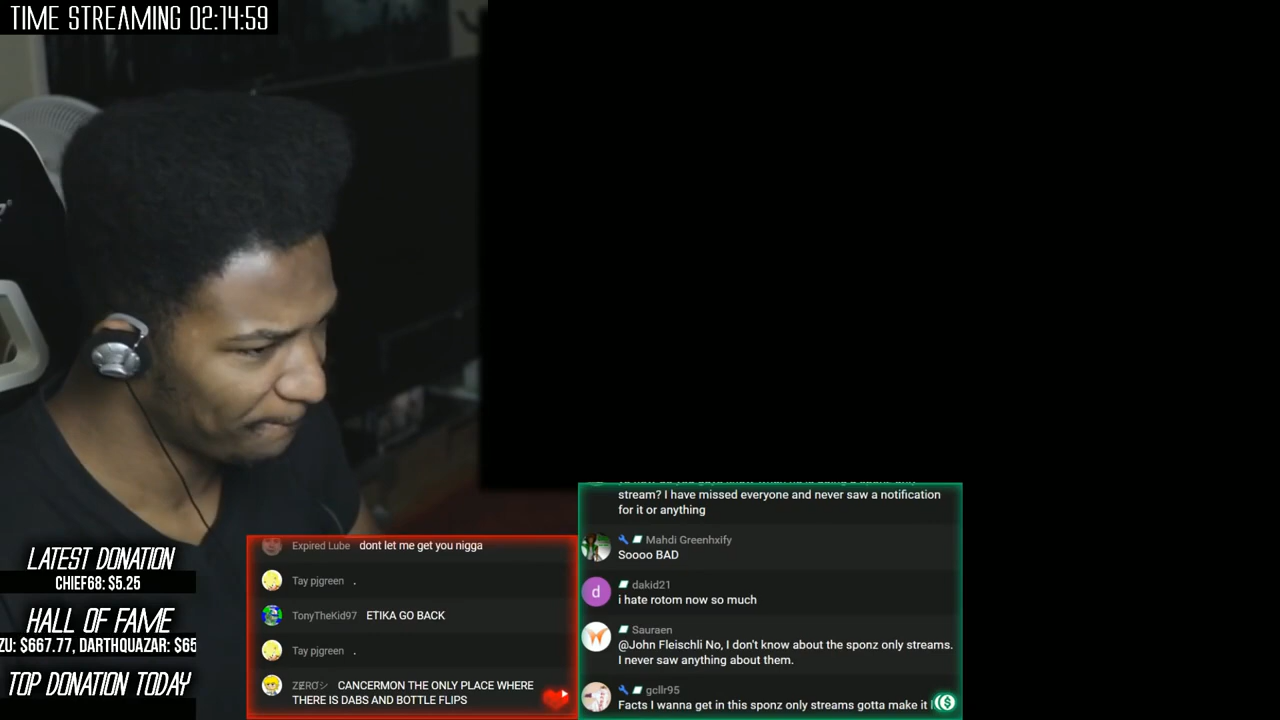 TIME STREAMING 02:14:59
stream? I have missed everyone and never saw a notification
for it or anything
Mahdi Greenhxify
Soooo BAD
dakid21
i hate rotom now so much
Sauraen
@John Fleischli No, I don't know about the sponz only streams.
I never saw anything about them.
gcllr95
Facts I wanna get in this sponz only streams gotta make it
Expired Lube dont let me get you nigga
Tay pjgreen .
TonyTheKid97 ETIKA GO BACK
Tay pjgreen .
ZɆRƠシ CANCERMON THE ONLY PLACE WHERE
THERE IS DABS AND BOTTLE FLIPS
LATEST DONATION
CHIEF68: $5.25
HALL OF FAME
ZU: $667.77, DARTHQUAZAR: $65
TOP DONATION TODAY